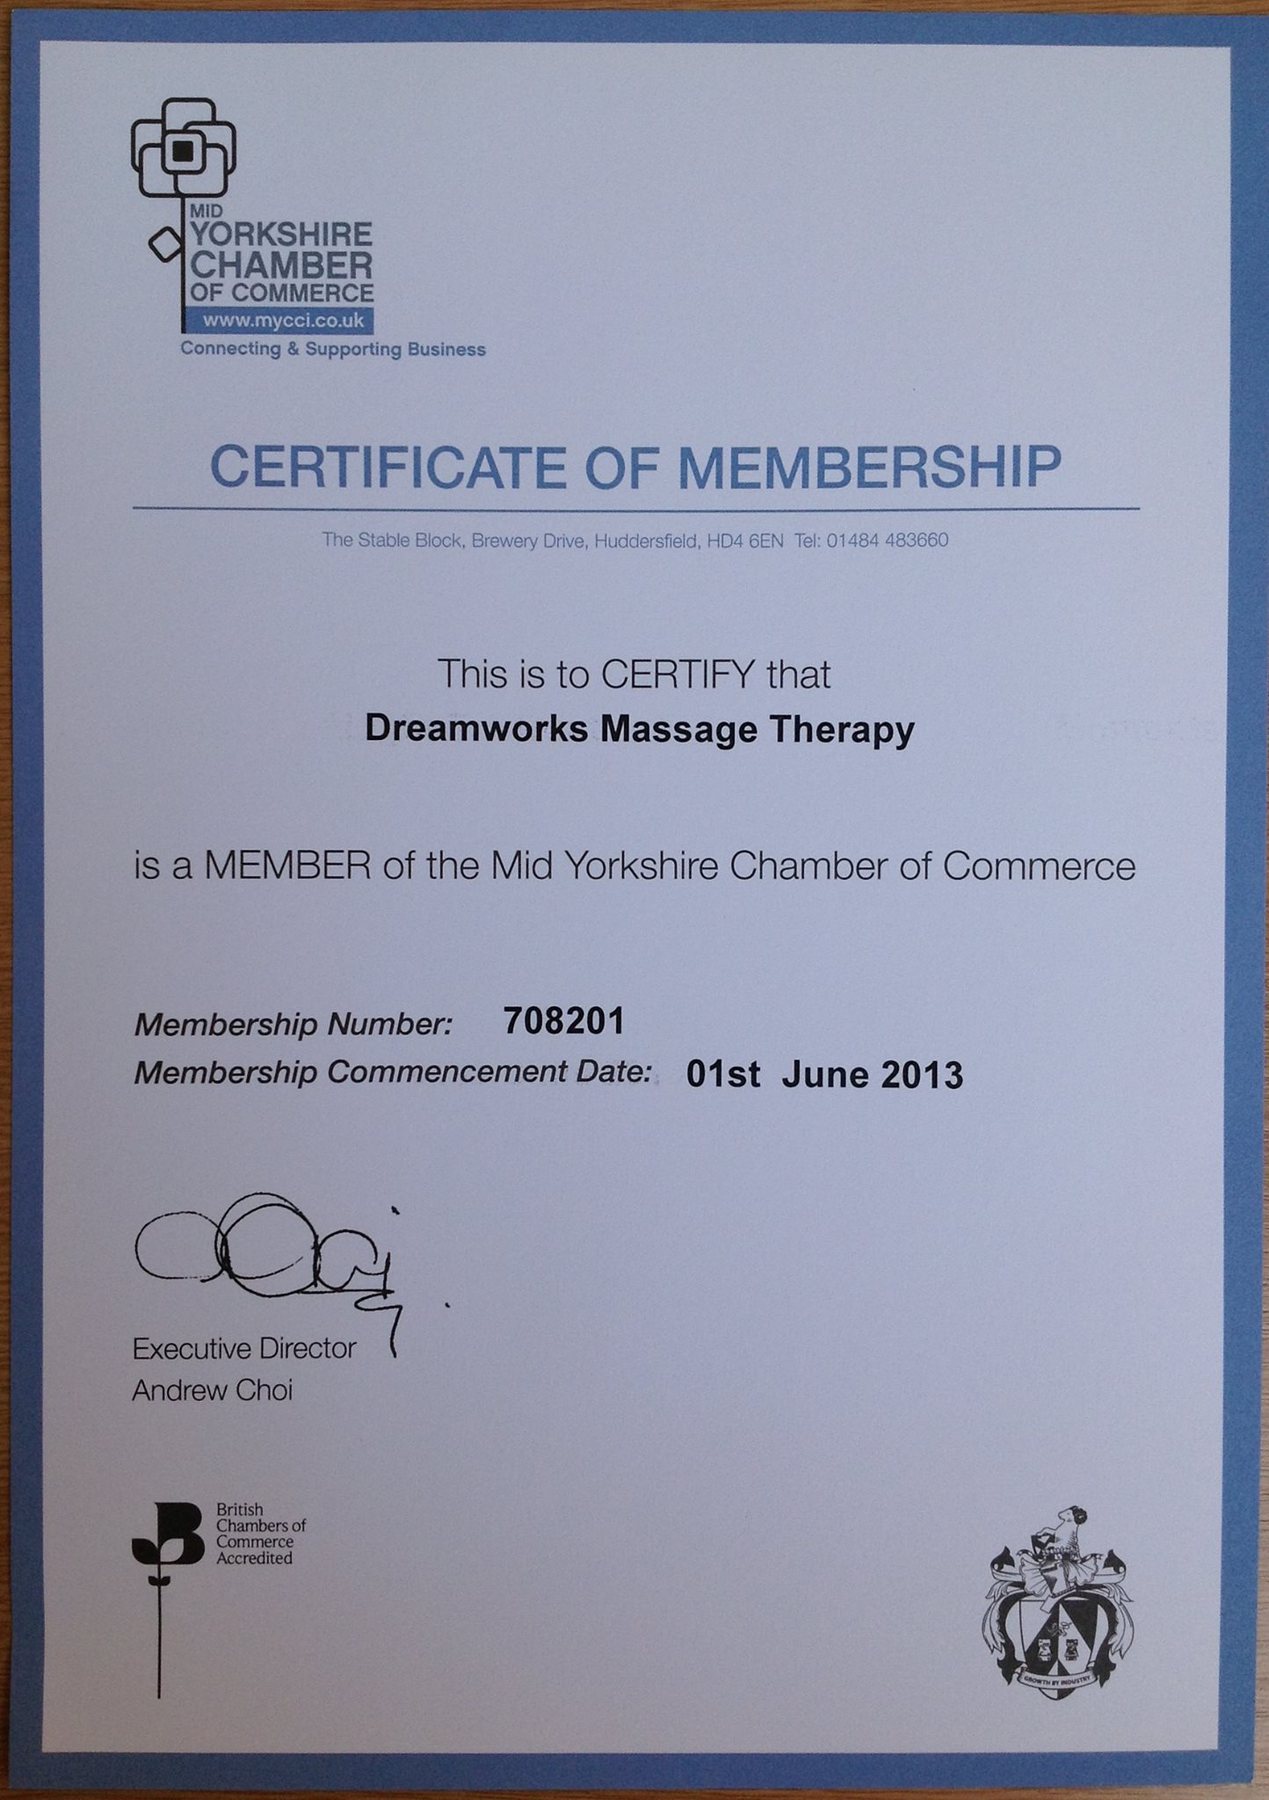 MID
YORKSHIRE
CHAMBER
OF COMMERCE
www.mycci.co.uk
Connecting & Supporting Business
CERTIFICATE OF MEMBERSHIP
The Stable Block, Brewery Drive, Huddersfield, HD4 6EN Tel: 01484 483660
This is to CERTIFY that
Dreamworks Massage Therapy
is a MEMBER of the Mid Yorkshire Chamber of Commerce
Membership Number: 708201
Membership Commencement Date: 01st June 2013
Executive Director
Andrew Choi
British
Chambers of
Commerce
Accredited
GROWTH BY INDUSTRY